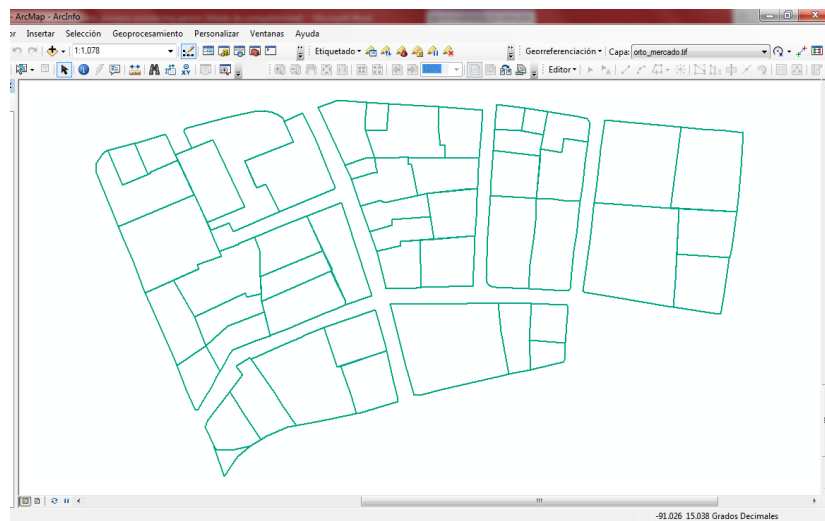 - ArcMap - ArcInfo
or Insertar Selección Geoprocesamiento Personalizar Ventanas Ayuda
1:1,078 Etiquetado Georreferenciación Capa: orto_mercado.tif
Editor
-91.026 15.038 Grados Decimales